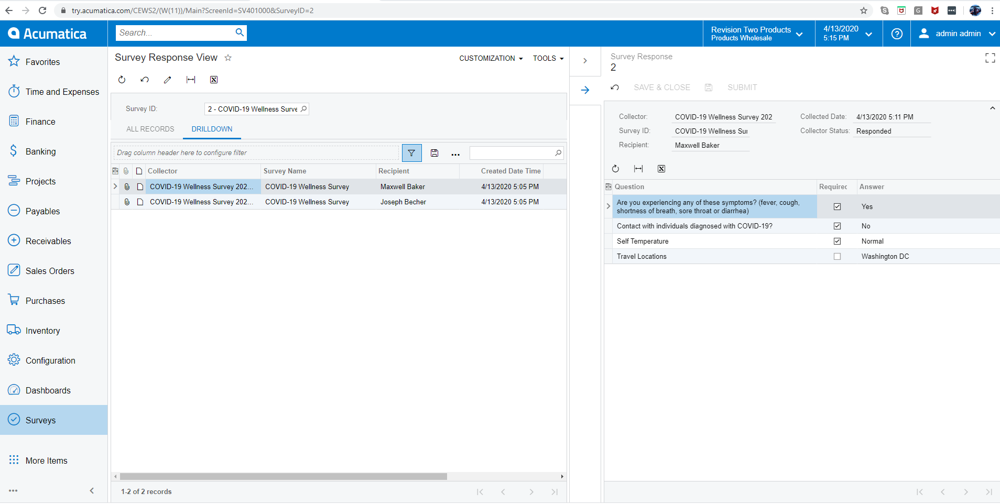 try.acumatica.com/CEWS2/(W(11))/Main?ScreenId=SV401000&SurveyID=2
Acumatica
Search...
Revision Two Products
Products Wholesale
4/13/2020
5:15 PM
admin admin
Favorites
Time and Expenses
Finance
Banking
Projects
Payables
Receivables
Sales Orders
Purchases
Inventory
Configuration
Dashboards
Surveys
More Items
Survey Response View
CUSTOMIZATION
TOOLS
Survey ID:
2 - COVID-19 Wellness Surve
ALL RECORDS
DRILLDOWN
Drag column header here to configure filter
Collector Survey Name Recipient Created Date Time
COVID-19 Wellness Survey 202... COVID-19 Wellness Survey Maxwell Baker 4/13/2020 5:05 PM
COVID-19 Wellness Survey 202... COVID-19 Wellness Survey Joseph Becher 4/13/2020 5:05 PM
1-2 of 2 records
Survey Response
2
SAVE & CLOSE
SUBMIT
Collector: COVID-19 Wellness Survey 202 Collected Date: 4/13/2020 5:11 PM
Survey ID: COVID-19 Wellness Sur Collector Status: Responded
Recipient: Maxwell Baker
Question Required Answer
Are you experiencing any of these symptoms? (fever, cough,
shortness of breath, sore throat or diarrhea) Yes
Contact with individuals diagnosed with COVID-19? No
Self Temperature Normal
Travel Locations Washington DC